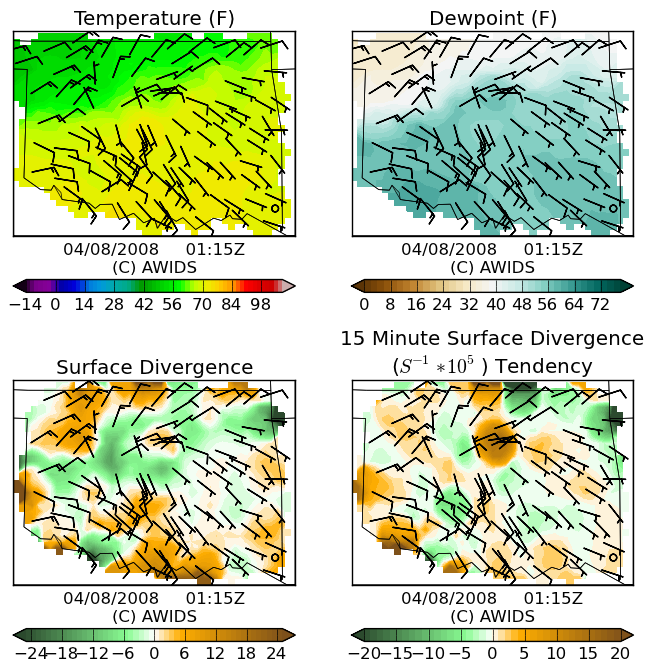 Temperature (F)
Dewpoint (F)
04/08/2008 01:15Z
(C) AWIDS
04/08/2008 01:15Z
(C) AWIDS
−14 0 14 28 42 56 70 84 98
0 8 16 24 32 40 48 56 64 72
Surface Divergence
15 Minute Surface Divergence
(S⁻¹ *10⁵ ) Tendency
04/08/2008 01:15Z
(C) AWIDS
04/08/2008 01:15Z
(C) AWIDS
−24 −18 −12 −6 0 6 12 18 24
−20 −15 −10 −5 0 5 10 15 20